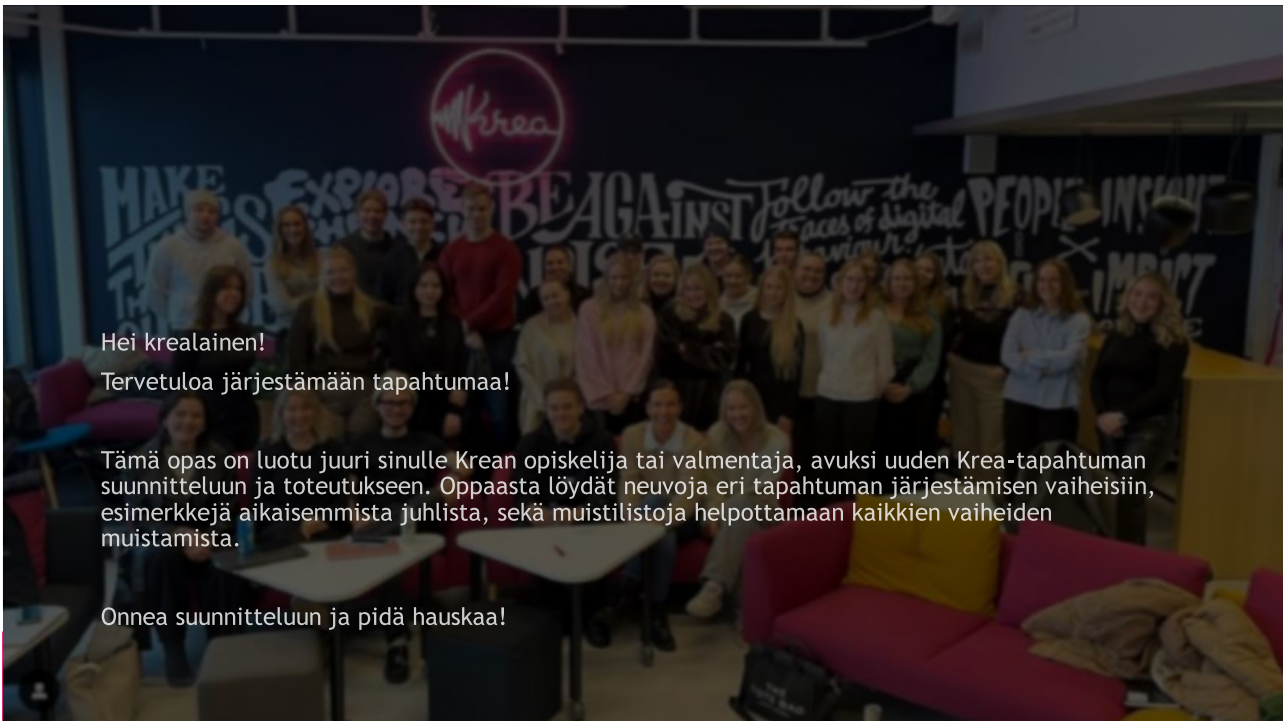 Krea
MAKE
EXPLORE
BE AGAINST
Follow the
traces of digital
behaviour
PEOPLE
INSIGHT
X
IMPACT
Hei krealainen!
Tervetuloa järjestämään tapahtumaa!
Tämä opas on luotu juuri sinulle Krean opiskelija tai valmentaja, avuksi uuden Krea-tapahtuman
suunnitteluun ja toteutukseen. Oppaasta löydät neuvoja eri tapahtuman järjestämisen vaiheisiin,
esimerkkejä aikaisemmista juhlista, sekä muistilistoja helpottamaan kaikkien vaiheiden
muistamista.
Onnea suunnitteluun ja pidä hauskaa!